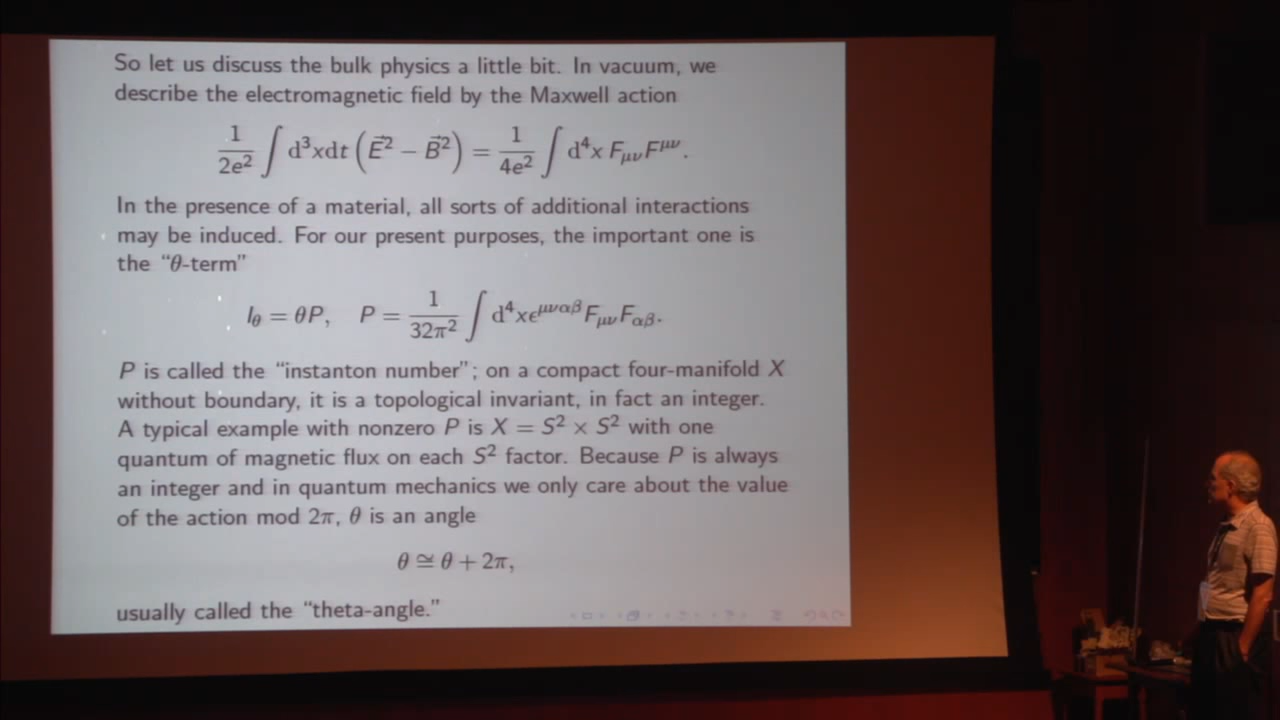 So let us discuss the bulk physics a little bit. In vacuum, we
describe the electromagnetic field by the Maxwell action
1/2e² ∫ d³xdt (E⃗² − B⃗²) = 1/4e² ∫ d⁴x F_μν F^μν.
In the presence of a material, all sorts of additional interactions
may be induced. For our present purposes, the important one is
the “θ-term”
I_θ = θP, P = 1/32π² ∫ d⁴xϵ^μναβ F_μν F_αβ.
P is called the “instanton number”; on a compact four-manifold X
without boundary, it is a topological invariant, in fact an integer.
A typical example with nonzero P is X = S² × S² with one
quantum of magnetic flux on each S² factor. Because P is always
an integer and in quantum mechanics we only care about the value
of the action mod 2π, θ is an angle
θ ≅ θ + 2π,
usually called the “theta-angle.”